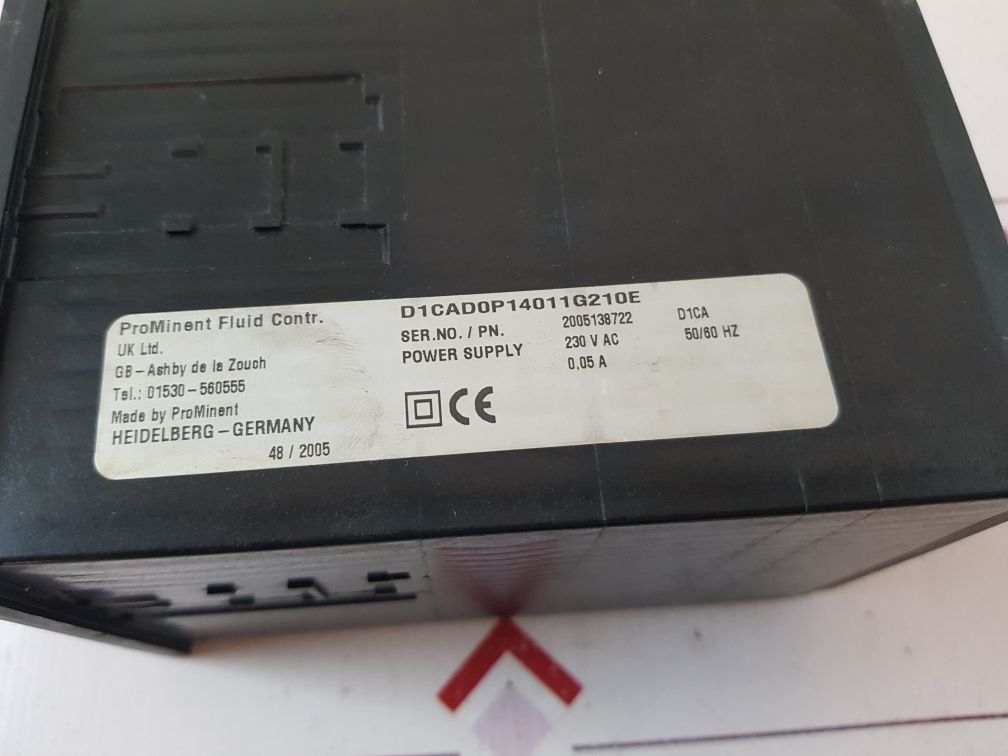 ProMinent Fluid Contr.
UK Ltd.
GB – Ashby de la Zouch
Tel.: 01530 – 560555
Made by ProMinent
HEIDELBERG – GERMANY
48 / 2005
D1CAD0P14011G210E
SER.NO. / PN. 2005138722 D1CA
POWER SUPPLY 230 V AC 50/60 HZ
0,05 A
CE